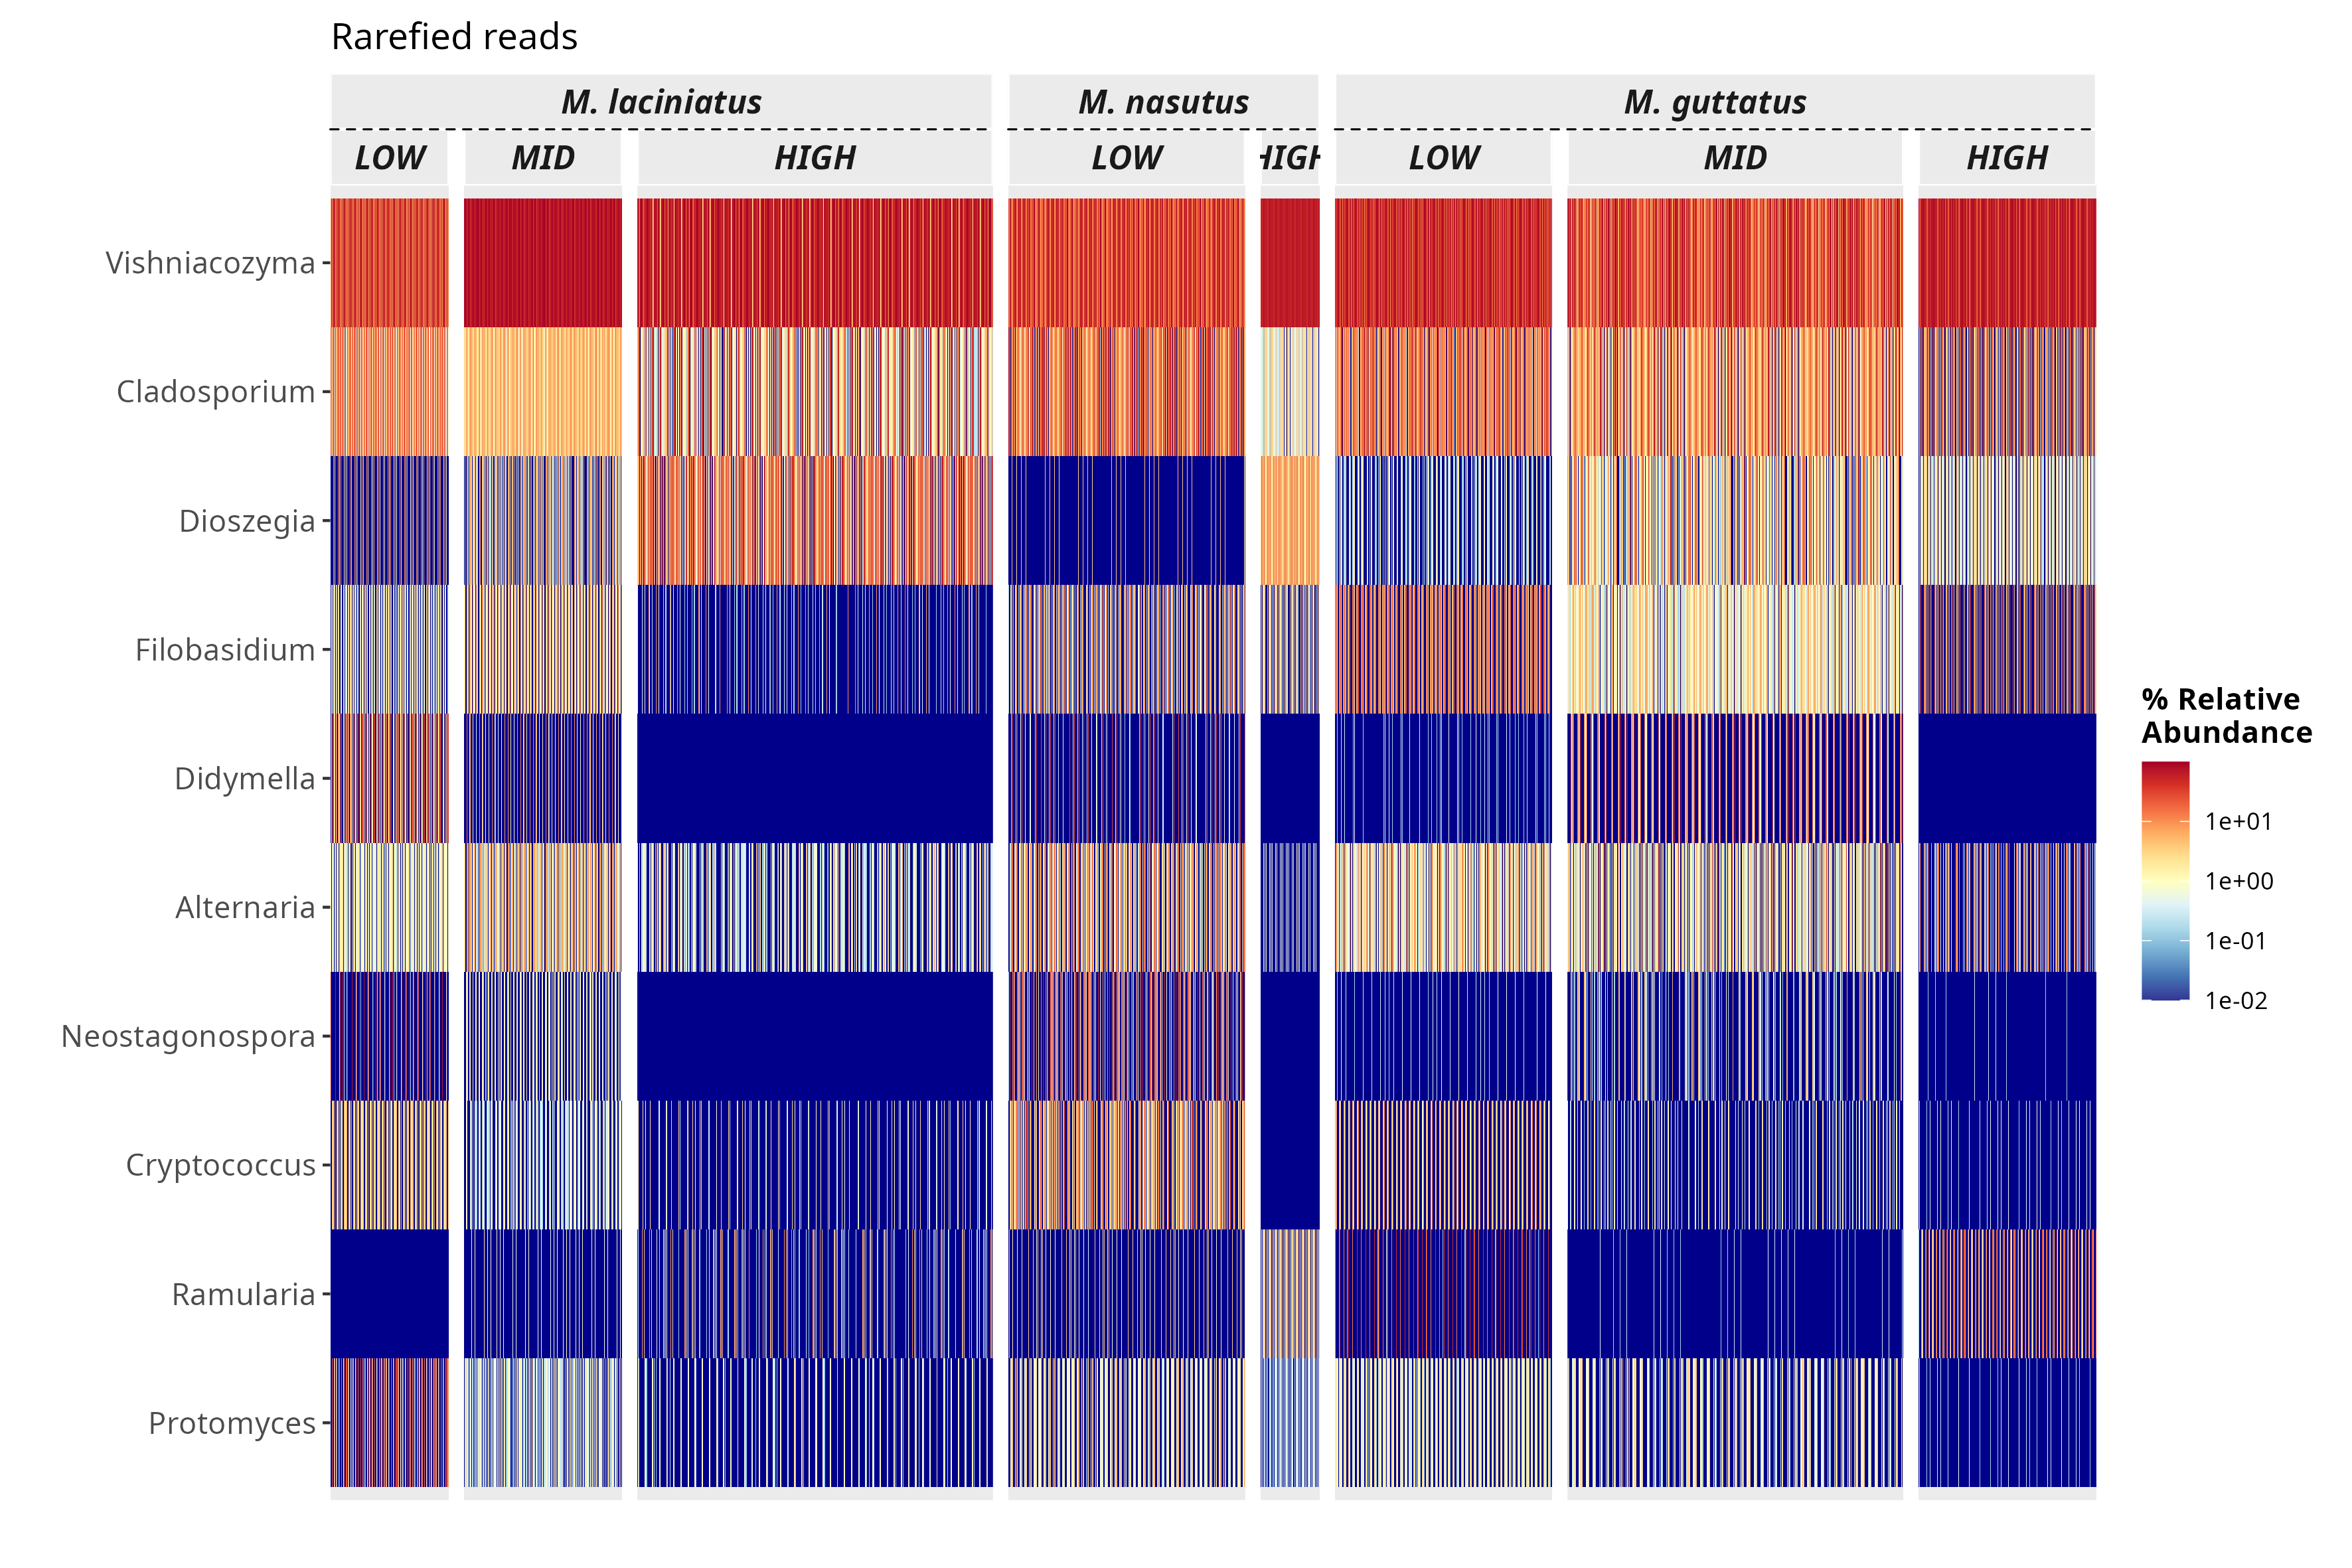 Rarefied reads
M. laciniatus M. nasutus M. guttatus
LOW MID HIGH LOW HIGH LOW MID HIGH
Vishniacozyma
Cladosporium
Dioszegia
Filobasidium
Didymella
Alternaria
Neostagonospora
Cryptococcus
Ramularia
Protomyces
% Relative
Abundance
1e+01
1e+00
1e-01
1e-02